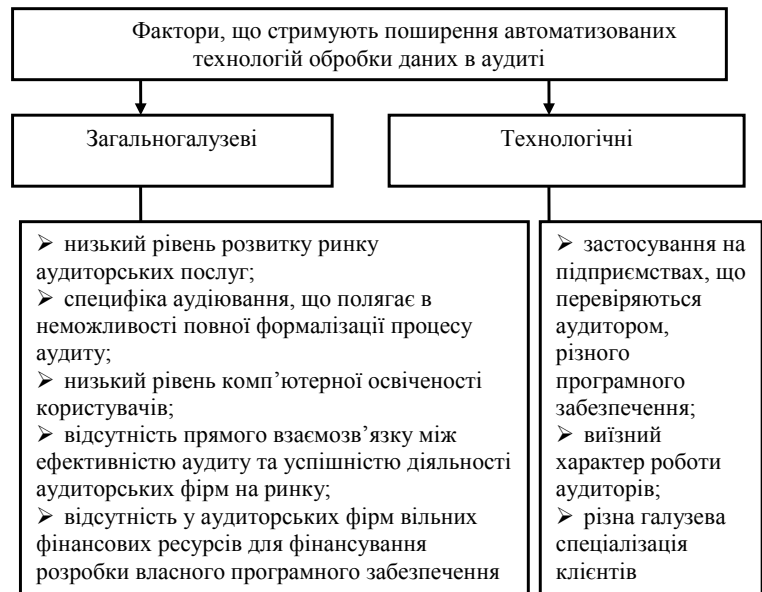 Фактори, що стримують поширення автоматизованих
технологій обробки даних в аудиті
Загальногалузеві
Технологічні
➢ низький рівень розвитку ринку
аудиторських послуг;
➢ специфіка аудіювання, що полягає в
неможливості повної формалізації процесу
аудиту;
➢ низький рівень комп’ютерної освіченості
користувачів;
➢ відсутність прямого взаємозв’язку між
ефективністю аудиту та успішністю діяльності
аудиторських фірм на ринку;
➢ відсутність у аудиторських фірм вільних
фінансових ресурсів для фінансування
розробки власного програмного забезпечення
➢ застосування на
підприємствах, що
перевіряються
аудитором,
різного
програмного
забезпечення;
➢ виїзний
характер роботи
аудиторів;
➢ різна галузева
спеціалізація
клієнтів